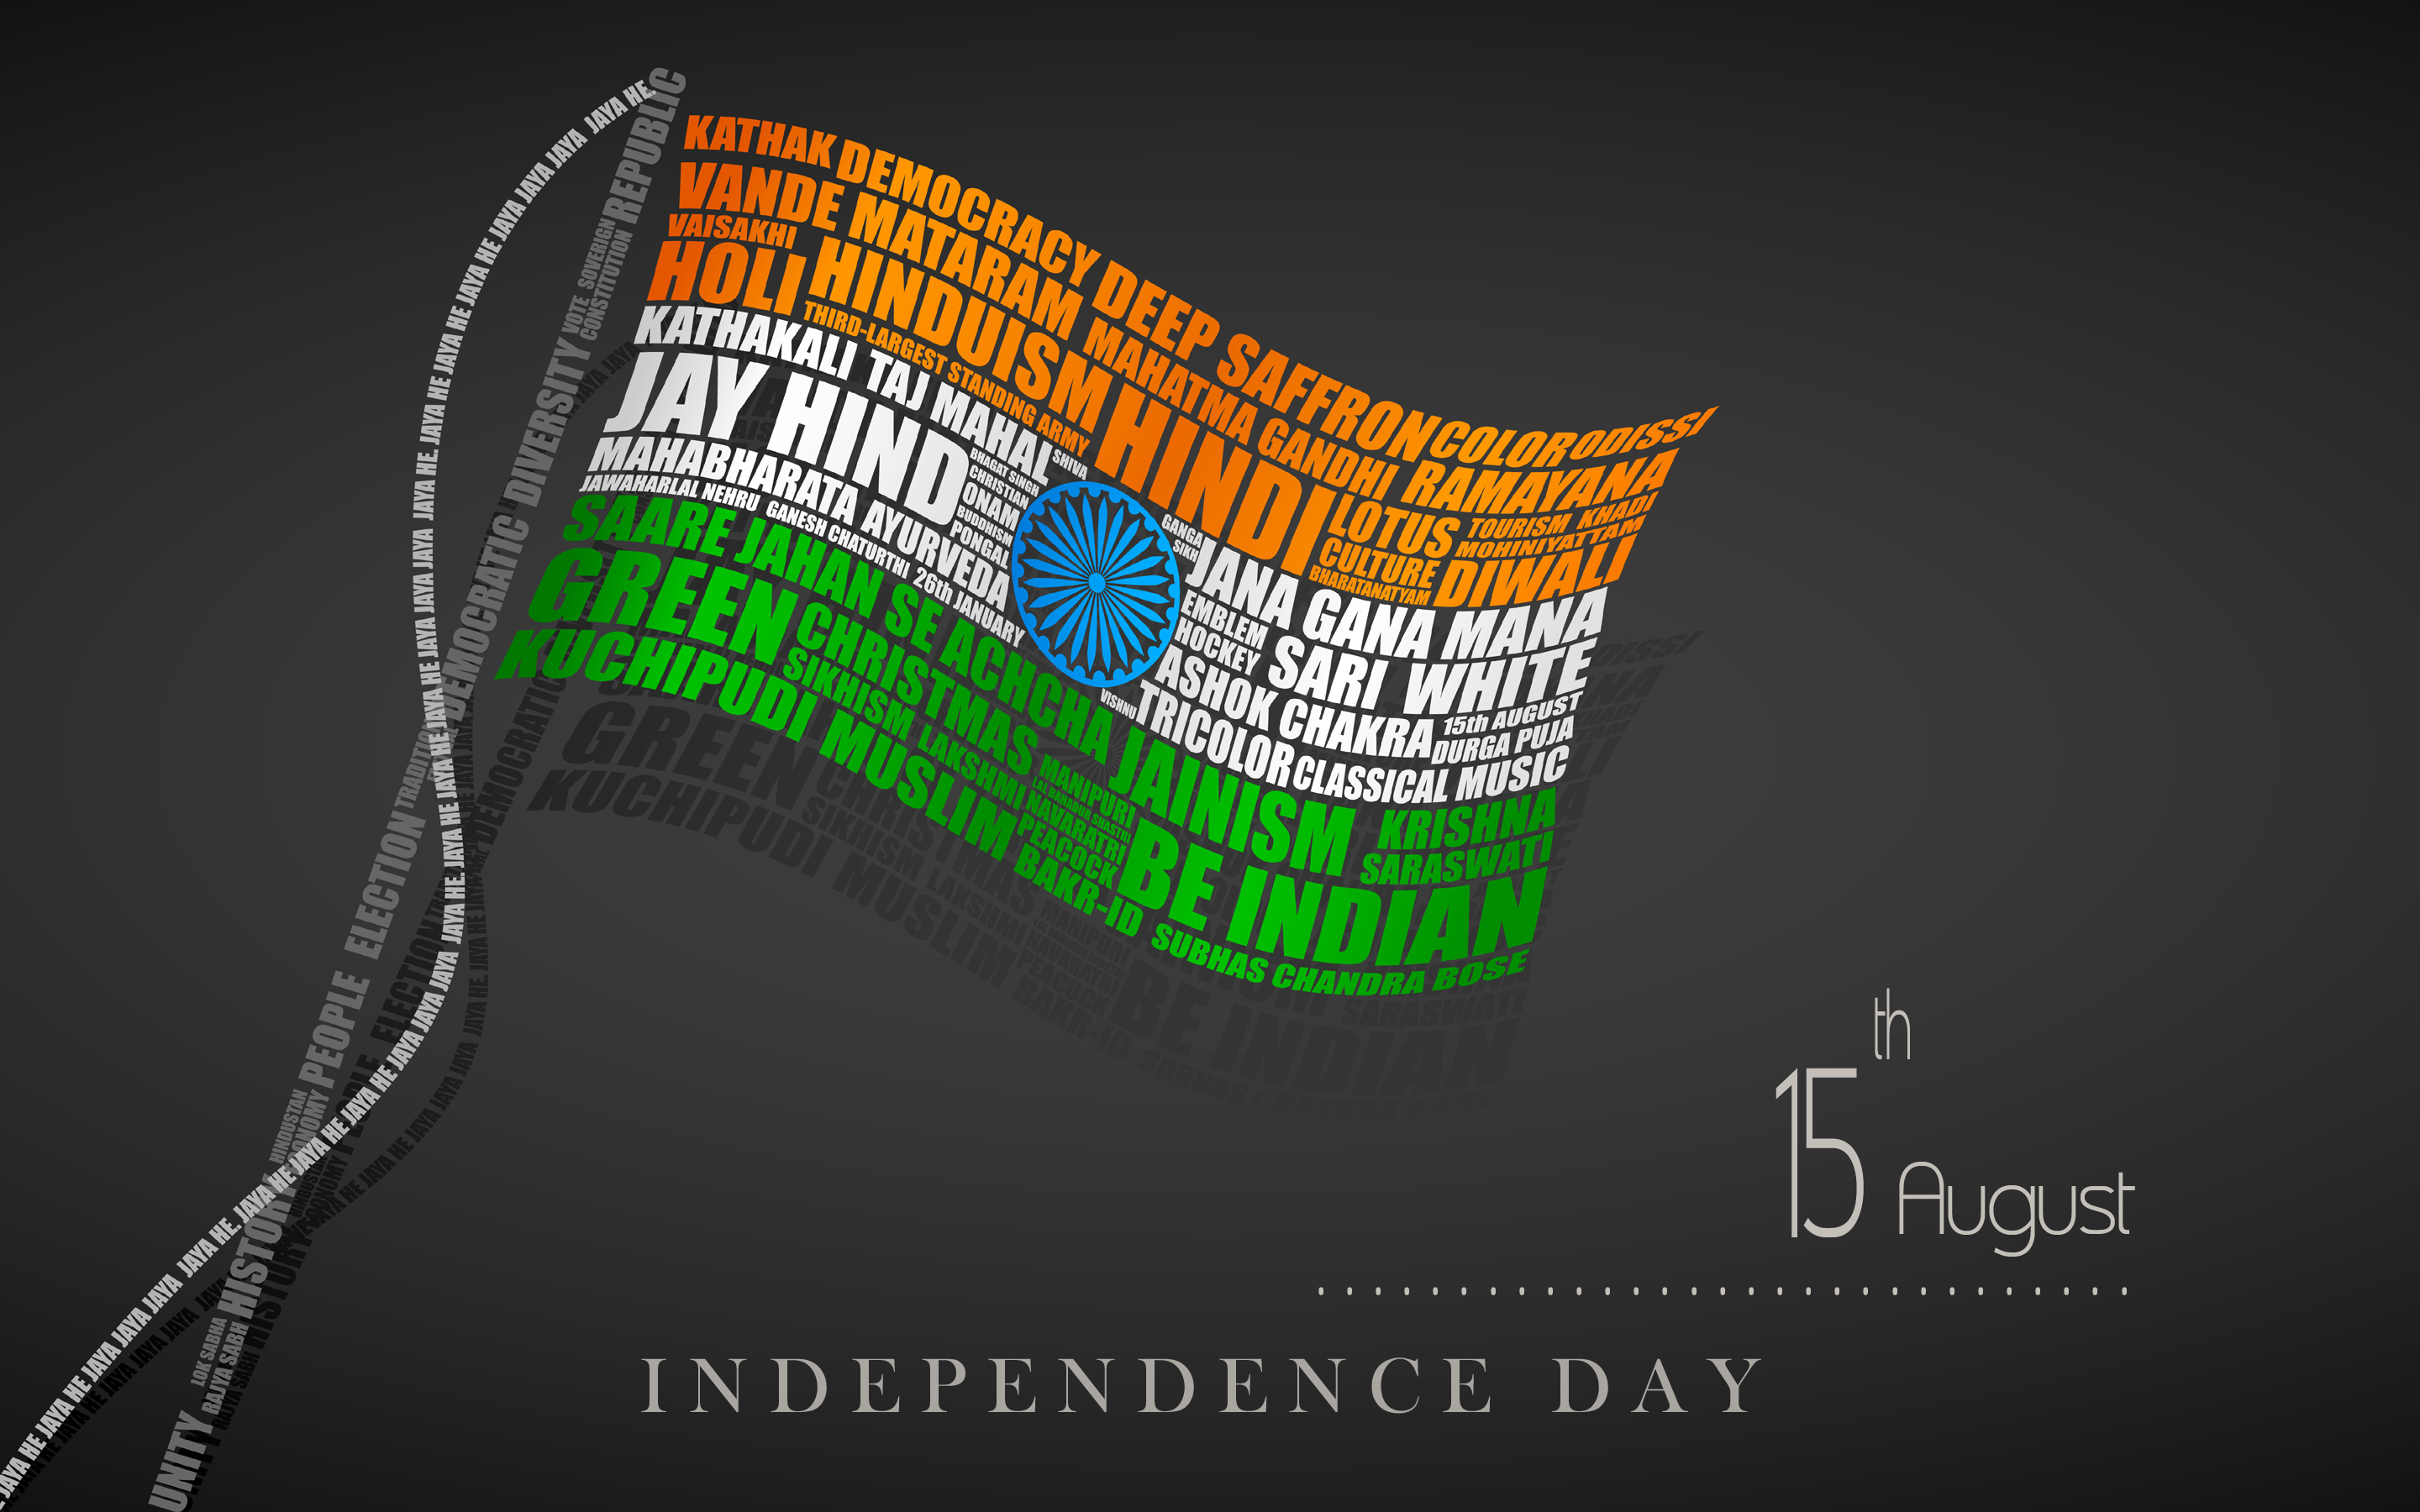 KATHAK DEMOCRACY DEEP SAFFRON COLOR ODISSI
VANDE MATARAM MAHATMA GANDHI RAMAYANA
VAISAKHI
HOLI HINDUISM HINDI LOTUS TOURISM KHADI
MOHINIYATTAM
CULTURE
BHARATANATYAM DIWALI
THIRD-LARGEST STANDING ARMY
KATHAKALI TAJ MAHAL SHIVA
JAY HIND
BHAGAT SINGH
CHRISTIAN
ONAM
BUDDHISM
PONGAL
MAHABHARATA AYURVEDA
JAWAHARLAL NEHRU GANESH CHATURTHI 26th JANUARY
GANGA
SIKH
JANA GANA MANA
EMBLEM
HOCKEY
SARI WHITE
ASHOK CHAKRA 15th AUGUST
DURGA PUJA
VISHNU
TRICOLOR CLASSICAL MUSIC
SAARE JAHAN SE ACHCHA JAINISM KRISHNA
SARASWATI
GREEN CHRISTMAS
SIKHISM LAKSHMI
MANIPURI
LAL BAHADUR SHASTRI
NAVARATRI
PEACOCK
BE INDIAN
KUCHIPUDI MUSLIM BAKR-ID SUBHAS CHANDRA BOSE
REPUBLIC
SOVERIGN
CONSTITUTION
VOTE
DIVERSITY
DEMOCRATIC
TRADITION
ELECTION
PEOPLE
HINDUSTAN
HISTORY
LOK SABHA
RAJYA SABH
UNITY
JAYA HE JAYA HE JAYA HE JAYA JAYA JAYA JAYA HE.
15th August
INDEPENDENCE DAY